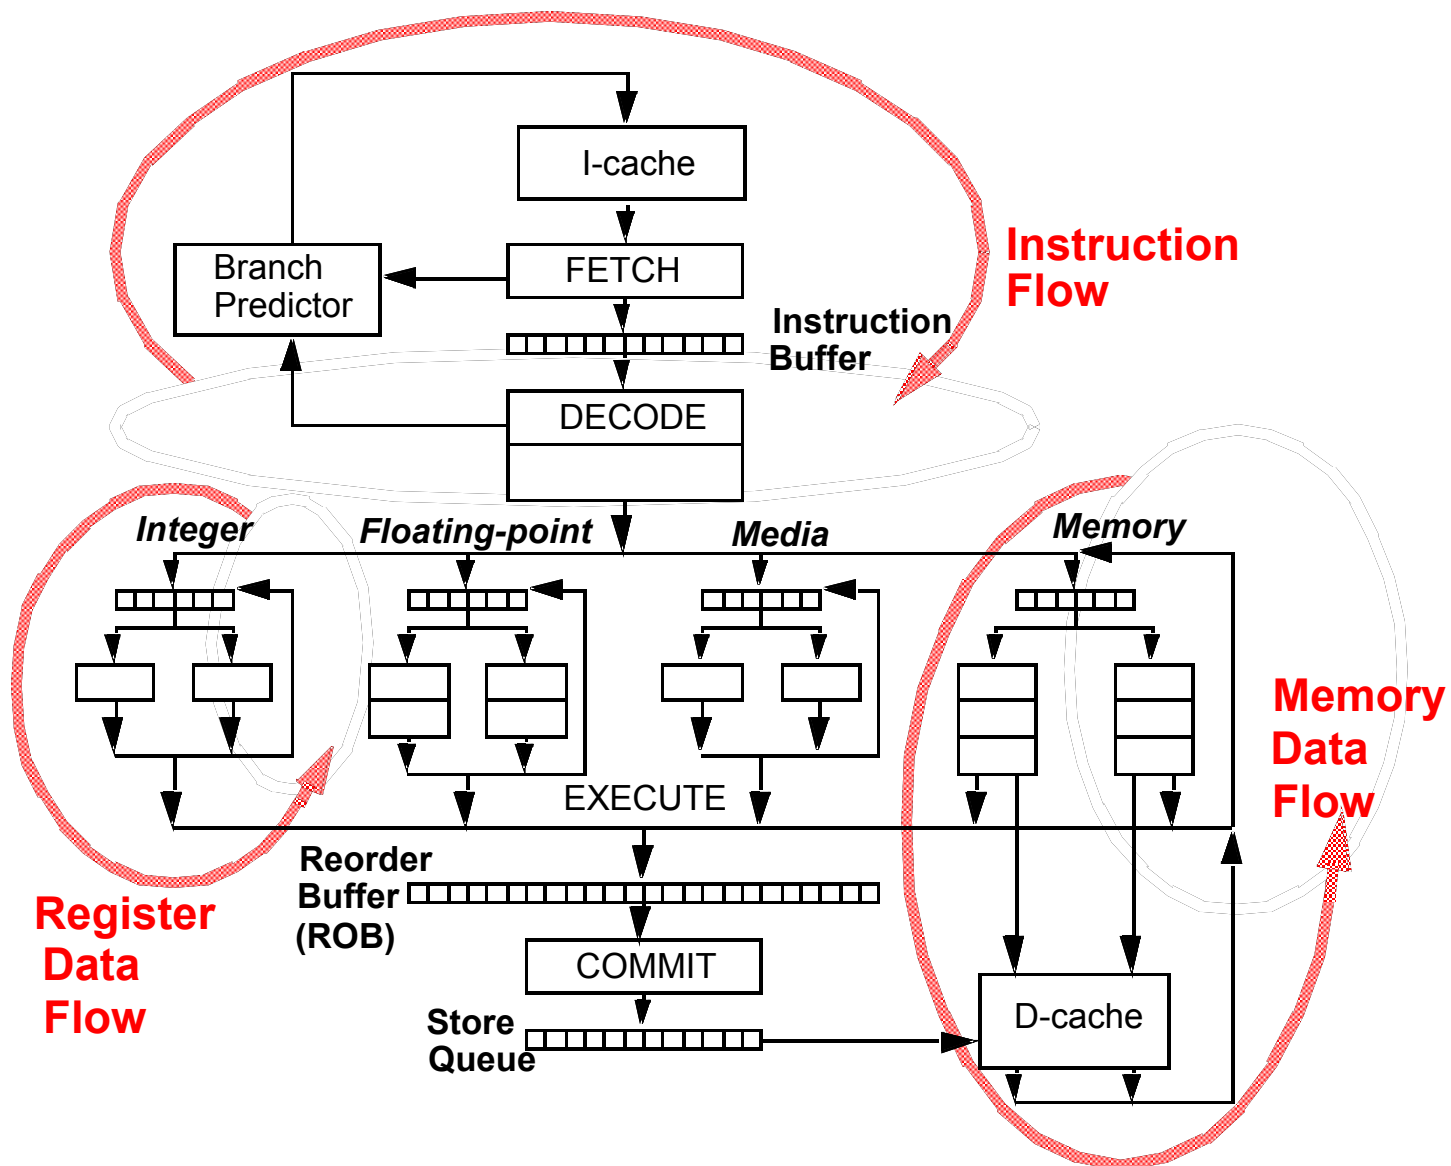 I-cache
Instruction
Flow
Branch
Predictor
FETCH
Instruction
Buffer
DECODE
Integer
Floating-point
Media
Memory
Memory
Data
Flow
EXECUTE
Reorder
Buffer
(ROB)
Register
Data
Flow
COMMIT
Store
Queue
D-cache